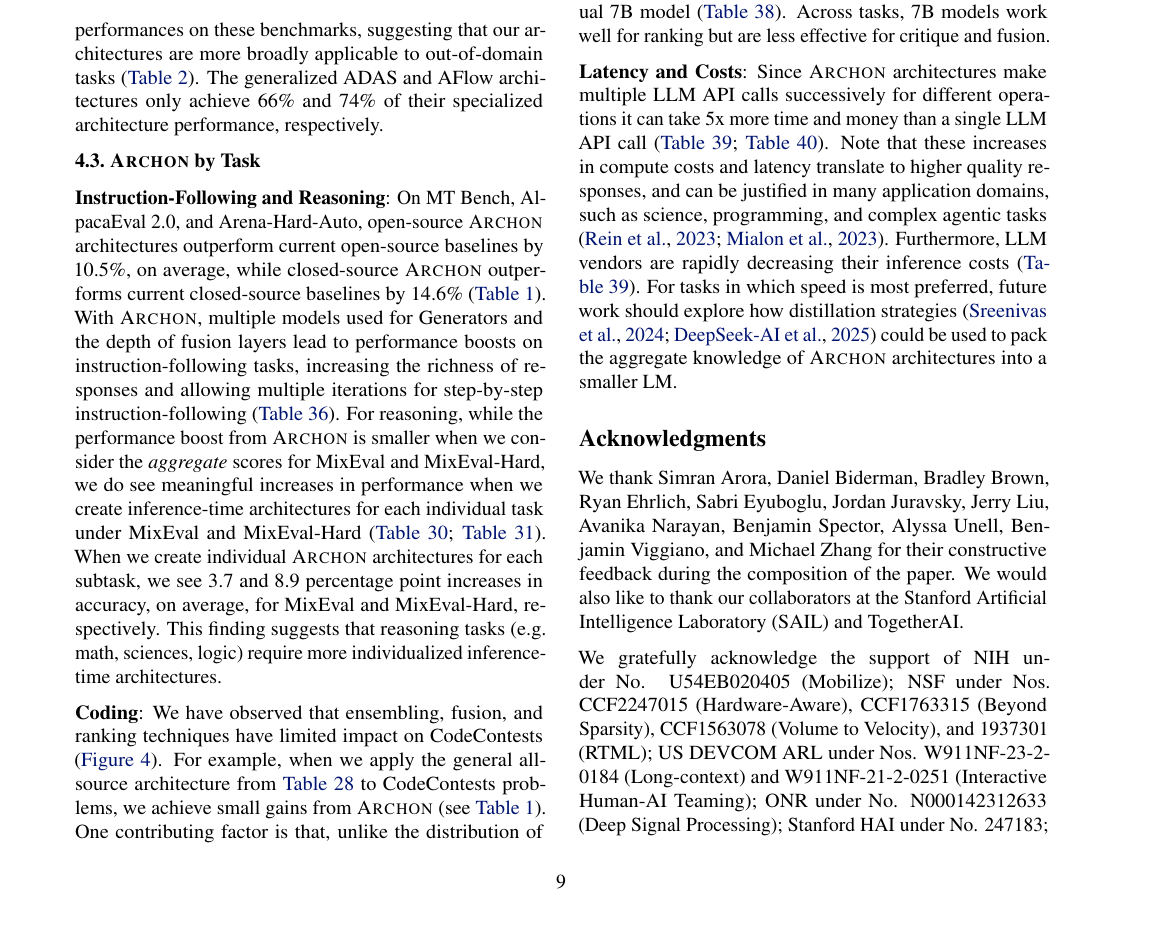 performances on these benchmarks, suggesting that our ar-
chitectures are more broadly applicable to out-of-domain
tasks (Table 2). The generalized ADAS and AFlow archi-
tectures only achieve 66% and 74% of their specialized
architecture performance, respectively.
4.3. ARCHON by Task
Instruction-Following and Reasoning: On MT Bench, Al-
pacaEval 2.0, and Arena-Hard-Auto, open-source ARCHON
architectures outperform current open-source baselines by
10.5%, on average, while closed-source ARCHON outper-
forms current closed-source baselines by 14.6% (Table 1).
With ARCHON, multiple models used for Generators and
the depth of fusion layers lead to performance boosts on
instruction-following tasks, increasing the richness of re-
sponses and allowing multiple iterations for step-by-step
instruction-following (Table 36). For reasoning, while the
performance boost from ARCHON is smaller when we con-
sider the aggregate scores for MixEval and MixEval-Hard,
we do see meaningful increases in performance when we
create inference-time architectures for each individual task
under MixEval and MixEval-Hard (Table 30; Table 31).
When we create individual ARCHON architectures for each
subtask, we see 3.7 and 8.9 percentage point increases in
accuracy, on average, for MixEval and MixEval-Hard, re-
spectively. This finding suggests that reasoning tasks (e.g.
math, sciences, logic) require more individualized inference-
time architectures.
Coding: We have observed that ensembling, fusion, and
ranking techniques have limited impact on CodeContests
(Figure 4). For example, when we apply the general all-
source architecture from Table 28 to CodeContests prob-
lems, we achieve small gains from ARCHON (see Table 1).
One contributing factor is that, unlike the distribution of
ual 7B model (Table 38). Across tasks, 7B models work
well for ranking but are less effective for critique and fusion.
Latency and Costs: Since ARCHON architectures make
multiple LLM API calls successively for different opera-
tions it can take 5x more time and money than a single LLM
API call (Table 39; Table 40). Note that these increases
in compute costs and latency translate to higher quality re-
sponses, and can be justified in many application domains,
such as science, programming, and complex agentic tasks
(Rein et al., 2023; Mialon et al., 2023). Furthermore, LLM
vendors are rapidly decreasing their inference costs (Ta-
ble 39). For tasks in which speed is most preferred, future
work should explore how distillation strategies (Sreenivas
et al., 2024; DeepSeek-AI et al., 2025) could be used to pack
the aggregate knowledge of ARCHON architectures into a
smaller LM.
Acknowledgments
We thank Simran Arora, Daniel Biderman, Bradley Brown,
Ryan Ehrlich, Sabri Eyuboglu, Jordan Juravsky, Jerry Liu,
Avanika Narayan, Benjamin Spector, Alyssa Unell, Ben-
jamin Viggiano, and Michael Zhang for their constructive
feedback during the composition of the paper. We would
also like to thank our collaborators at the Stanford Artificial
Intelligence Laboratory (SAIL) and TogetherAI.
We gratefully acknowledge the support of NIH un-
der No. U54EB020405 (Mobilize); NSF under Nos.
CCF2247015 (Hardware-Aware), CCF1763315 (Beyond
Sparsity), CCF1563078 (Volume to Velocity), and 1937301
(RTML); US DEVCOM ARL under Nos. W911NF-23-2-
0184 (Long-context) and W911NF-21-2-0251 (Interactive
Human-AI Teaming); ONR under No. N000142312633
(Deep Signal Processing); Stanford HAI under No. 247183;
9